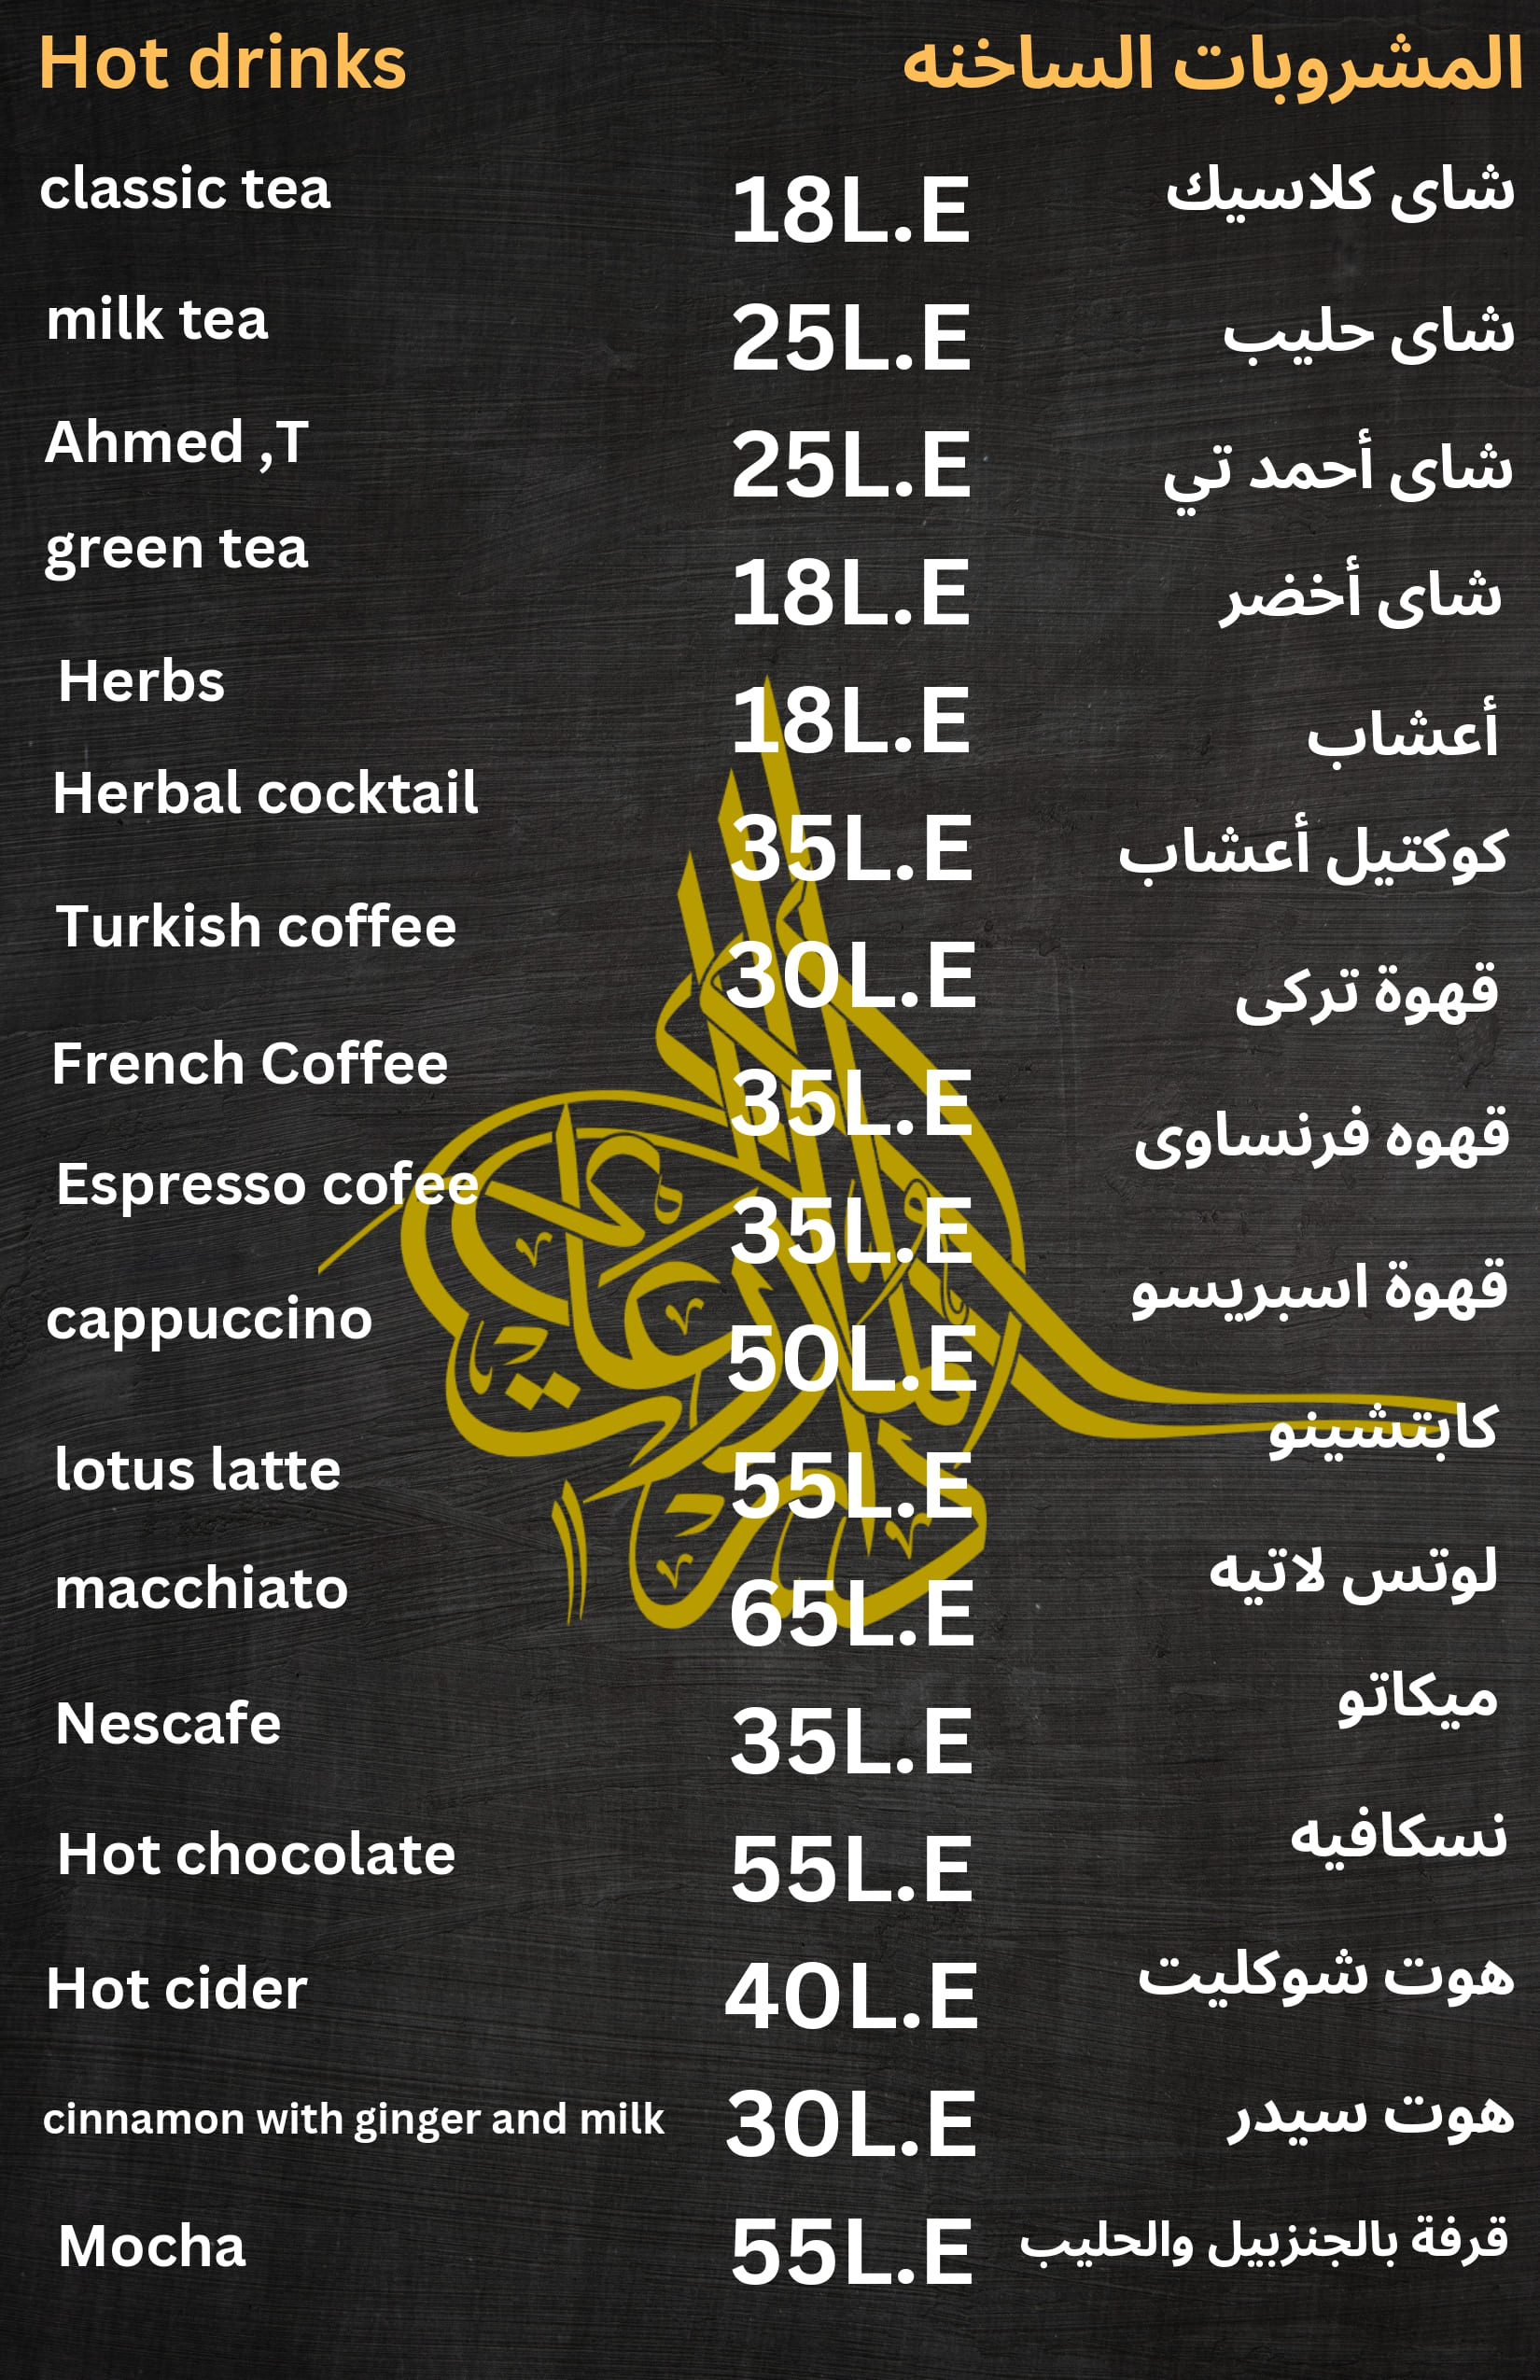 Hot drinks المشروبات الساخنه
classic tea 18L.E شاى كلاسيك
milk tea 25L.E شاى حليب
Ahmed ,T 25L.E شاى أحمد تي
green tea 18L.E شاى أخضر
Herbs 18L.E أعشاب
Herbal cocktail 35L.E كوكتيل أعشاب
Turkish coffee 30L.E قهوة تركى
French Coffee 35L.E قهوه فرنساوى
Espresso cofee 35L.E قهوة اسبريسو
cappuccino 50L.E كابتشينو
lotus latte 55L.E لوتس لاتيه
macchiato 65L.E ميكاتو
Nescafe 35L.E نسكافيه
Hot chocolate 55L.E هوت شوكليت
Hot cider 40L.E هوت سيدر
cinnamon with ginger and milk 30L.E قرفة بالجنزبيل والحليب
Mocha 55L.E